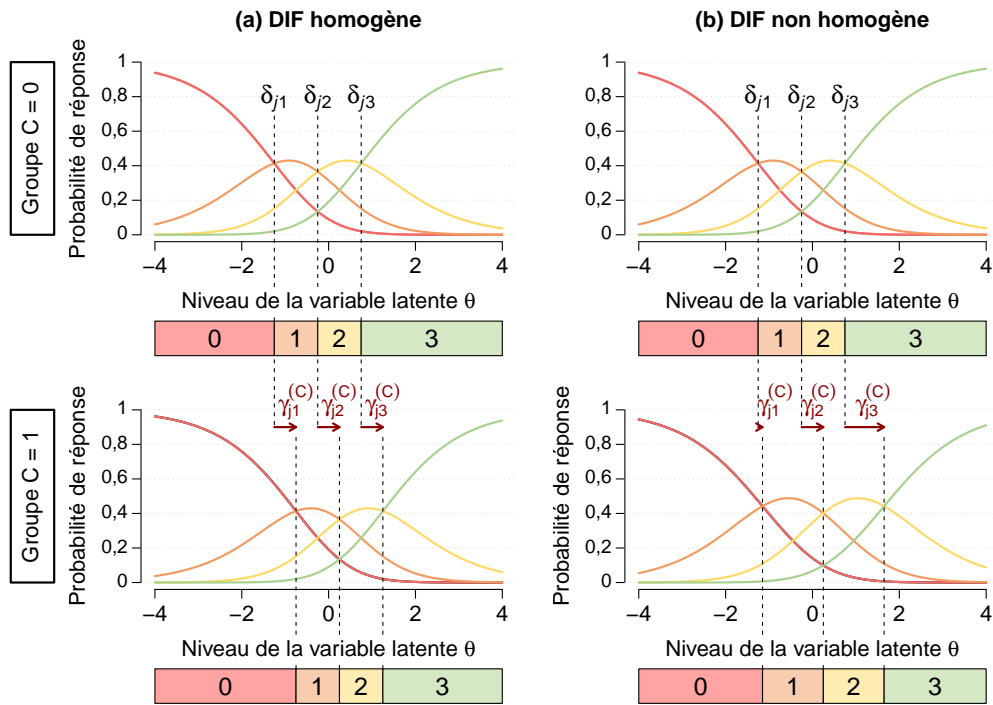 (a) DIF homogène
(b) DIF non homogène
Groupe C = 0
Probabilité de réponse
1
0,8
0,6
0,4
0,2
0
δj1 δj2 δj3
−4 −2 0 2 4
Niveau de la variable latente θ
0 1 2 3
Probabilité de réponse
1
0,8
0,6
0,4
0,2
0
δj1 δj2 δj3
−4 −2 0 2 4
Niveau de la variable latente θ
0 1 2 3
Groupe C = 1
Probabilité de réponse
1
0,8
0,6
0,4
0,2
0
γj1(C) γj2(C) γj3(C)
−4 −2 0 2 4
Niveau de la variable latente θ
0 1 2 3
Probabilité de réponse
1
0,8
0,6
0,4
0,2
0
γj1(C) γj2(C) γj3(C)
−4 −2 0 2 4
Niveau de la variable latente θ
0 1 2 3